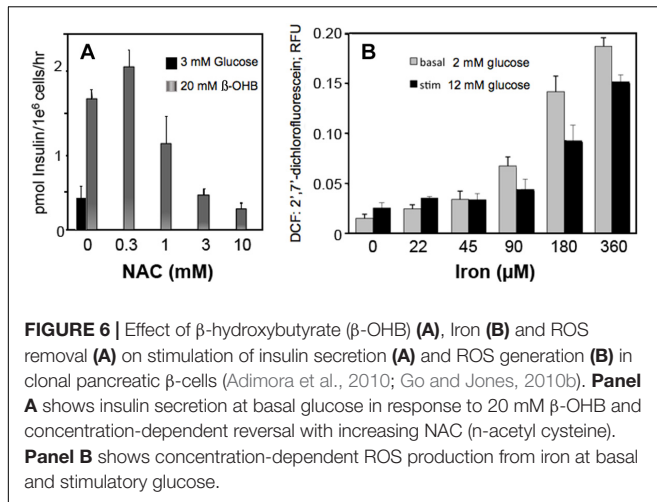 A
3 mM Glucose
20 mM β-OHB
pmol Insulin/1e⁶ cells/hr
2
1
0
0 0.3 1 3 10
NAC (mM)
B
basal 2 mM glucose
stim 12 mM glucose
DCF: 2',7'-dichlorofluorescein; RFU
0.20
0.15
0.10
0.05
0
0 22 45 90 180 360
Iron (µM)
FIGURE 6 | Effect of β-hydroxybutyrate (β-OHB) (A), Iron (B) and ROS
removal (A) on stimulation of insulin secretion (A) and ROS generation (B) in
clonal pancreatic β-cells (Adimora et al., 2010; Go and Jones, 2010b). Panel
A shows insulin secretion at basal glucose in response to 20 mM β-OHB and
concentration-dependent reversal with increasing NAC (n-acetyl cysteine).
Panel B shows concentration-dependent ROS production from iron at basal
and stimulatory glucose.